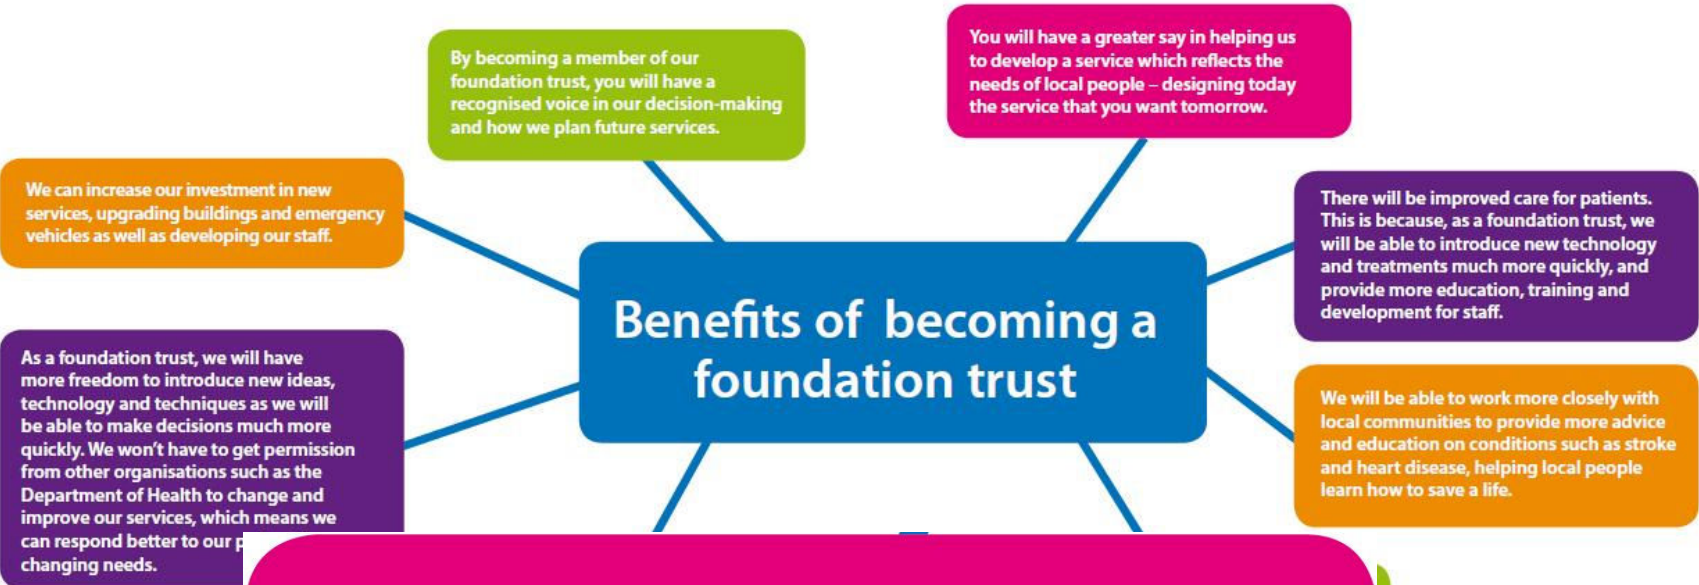 You will have a greater say in helping us
to develop a service which reflects the
needs of local people – designing today
the service that you want tomorrow.
By becoming a member of our
foundation trust, you will have a
recognised voice in our decision-making
and how we plan future services.
We can increase our investment in new
services, upgrading buildings and emergency
vehicles as well as developing our staff.
There will be improved care for patients.
This is because, as a foundation trust, we
will be able to introduce new technology
and treatments much more quickly, and
provide more education, training and
development for staff.
Benefits of becoming a
foundation trust
As a foundation trust, we will have
more freedom to introduce new ideas,
technology and techniques as we will
be able to make decisions much more
quickly. We won't have to get permission
from other organisations such as the
Department of Health to change and
improve our services, which means we
can respond better to our
changing needs.
We will be able to work more closely with
local communities to provide more advice
and education on conditions such as stroke
and heart disease, helping local people
learn how to save a life.